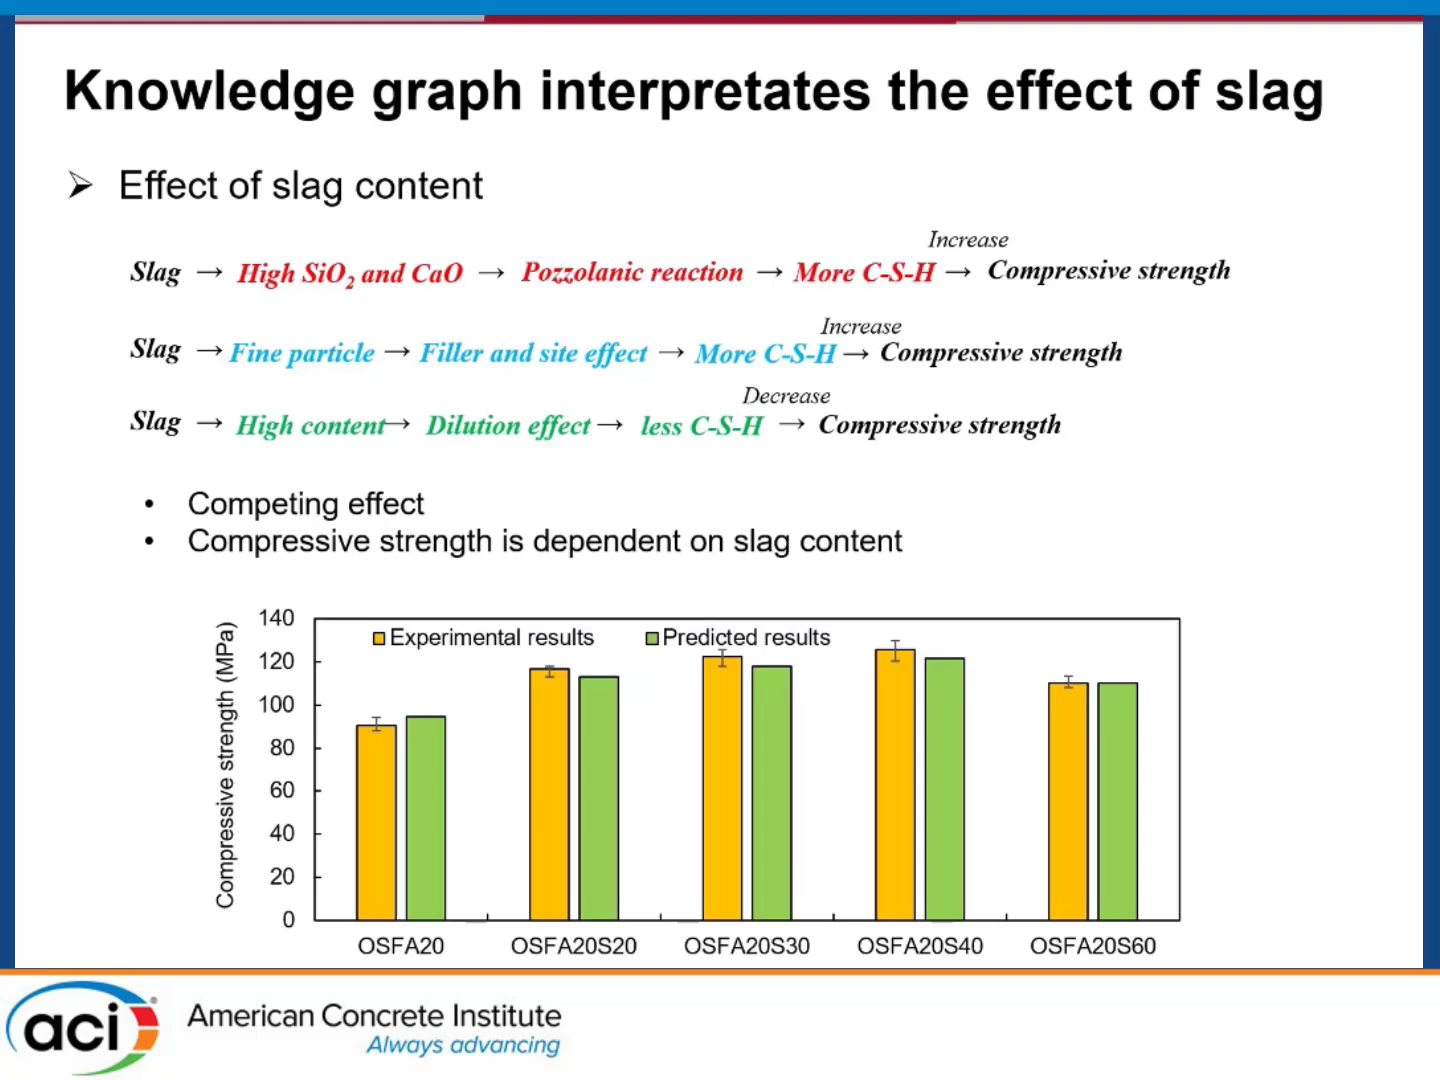 Knowledge graph interpretates the effect of slag
➢ Effect of slag content
Increase
Slag → High SiO₂ and CaO → Pozzolanic reaction → More C-S-H → Compressive strength
Increase
Slag → Fine particle → Filler and site effect → More C-S-H → Compressive strength
Decrease
Slag → High content → Dilution effect → less C-S-H → Compressive strength
• Competing effect
• Compressive strength is dependent on slag content
Compressive strength (MPa)
140
120
100
80
60
40
20
0
Experimental results Predicted results
OSFA20 OSFA20S20 OSFA20S30 OSFA20S40 OSFA20S60
aci® American Concrete Institute
Always advancing